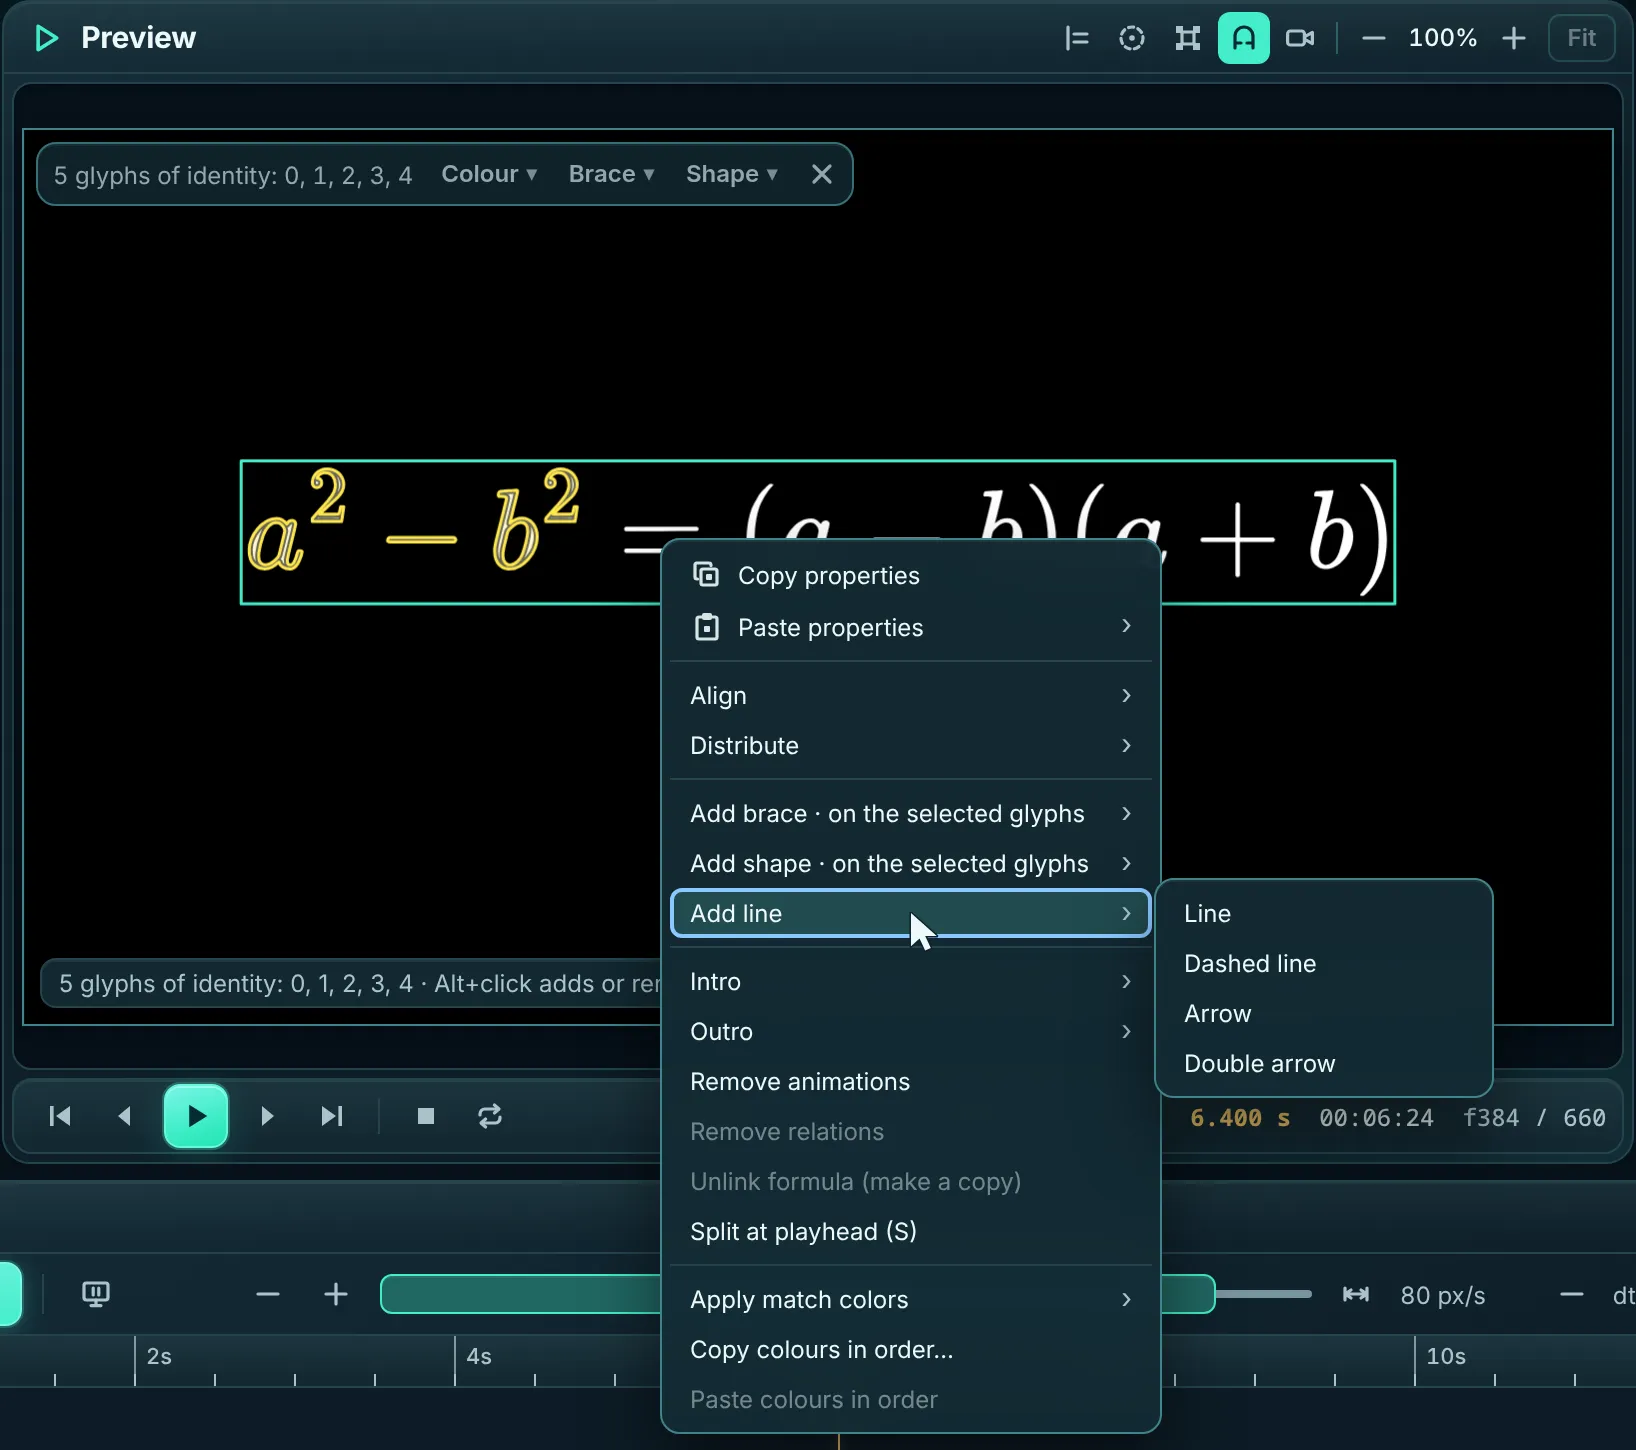 Preview
100%
Fit
5 glyphs of identity: 0, 1, 2, 3, 4 Colour ▾ Brace ▾ Shape ▾
a² − b² = (a − b)(a + b)
Copy properties
Paste properties
Align
Distribute
Add brace · on the selected glyphs
Add shape · on the selected glyphs
Add line
Line
Dashed line
Arrow
Double arrow
5 glyphs of identity: 0, 1, 2, 3, 4 · Alt+click adds or
Intro
Outro
Remove animations
Remove relations
Unlink formula (make a copy)
Split at playhead (S)
6.400 s 00:06:24 f384 / 660
Apply match colors
Copy colours in order...
Paste colours in order
80 px/s
2s 4s 10s